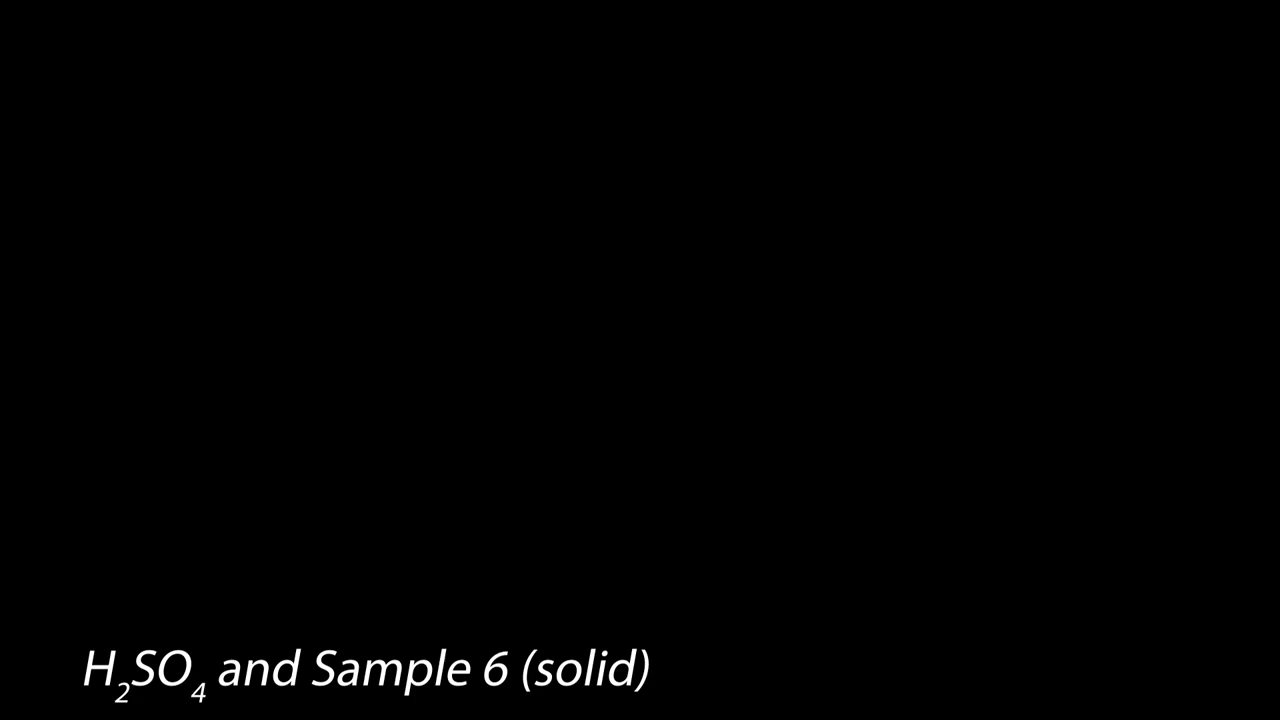 H₂SO₄ and Sample 6 (solid)